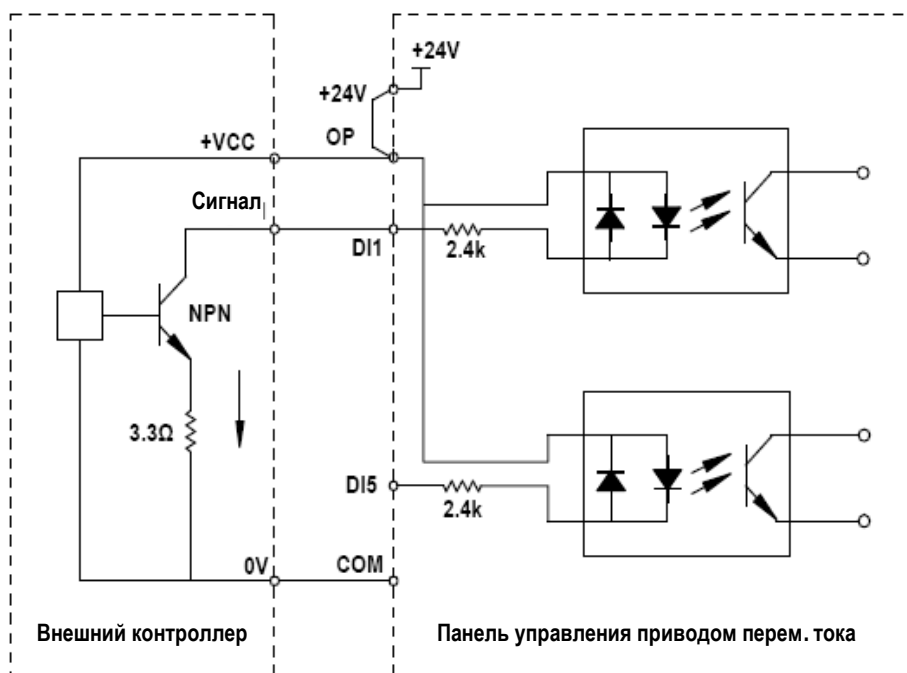 +24V
+24V
OP
+VCC
Сигнал
DI1
2.4k
NPN
3.3Ω
DI5
2.4k
0V
COM
Внешний контроллер
Панель управления приводом перем. тока